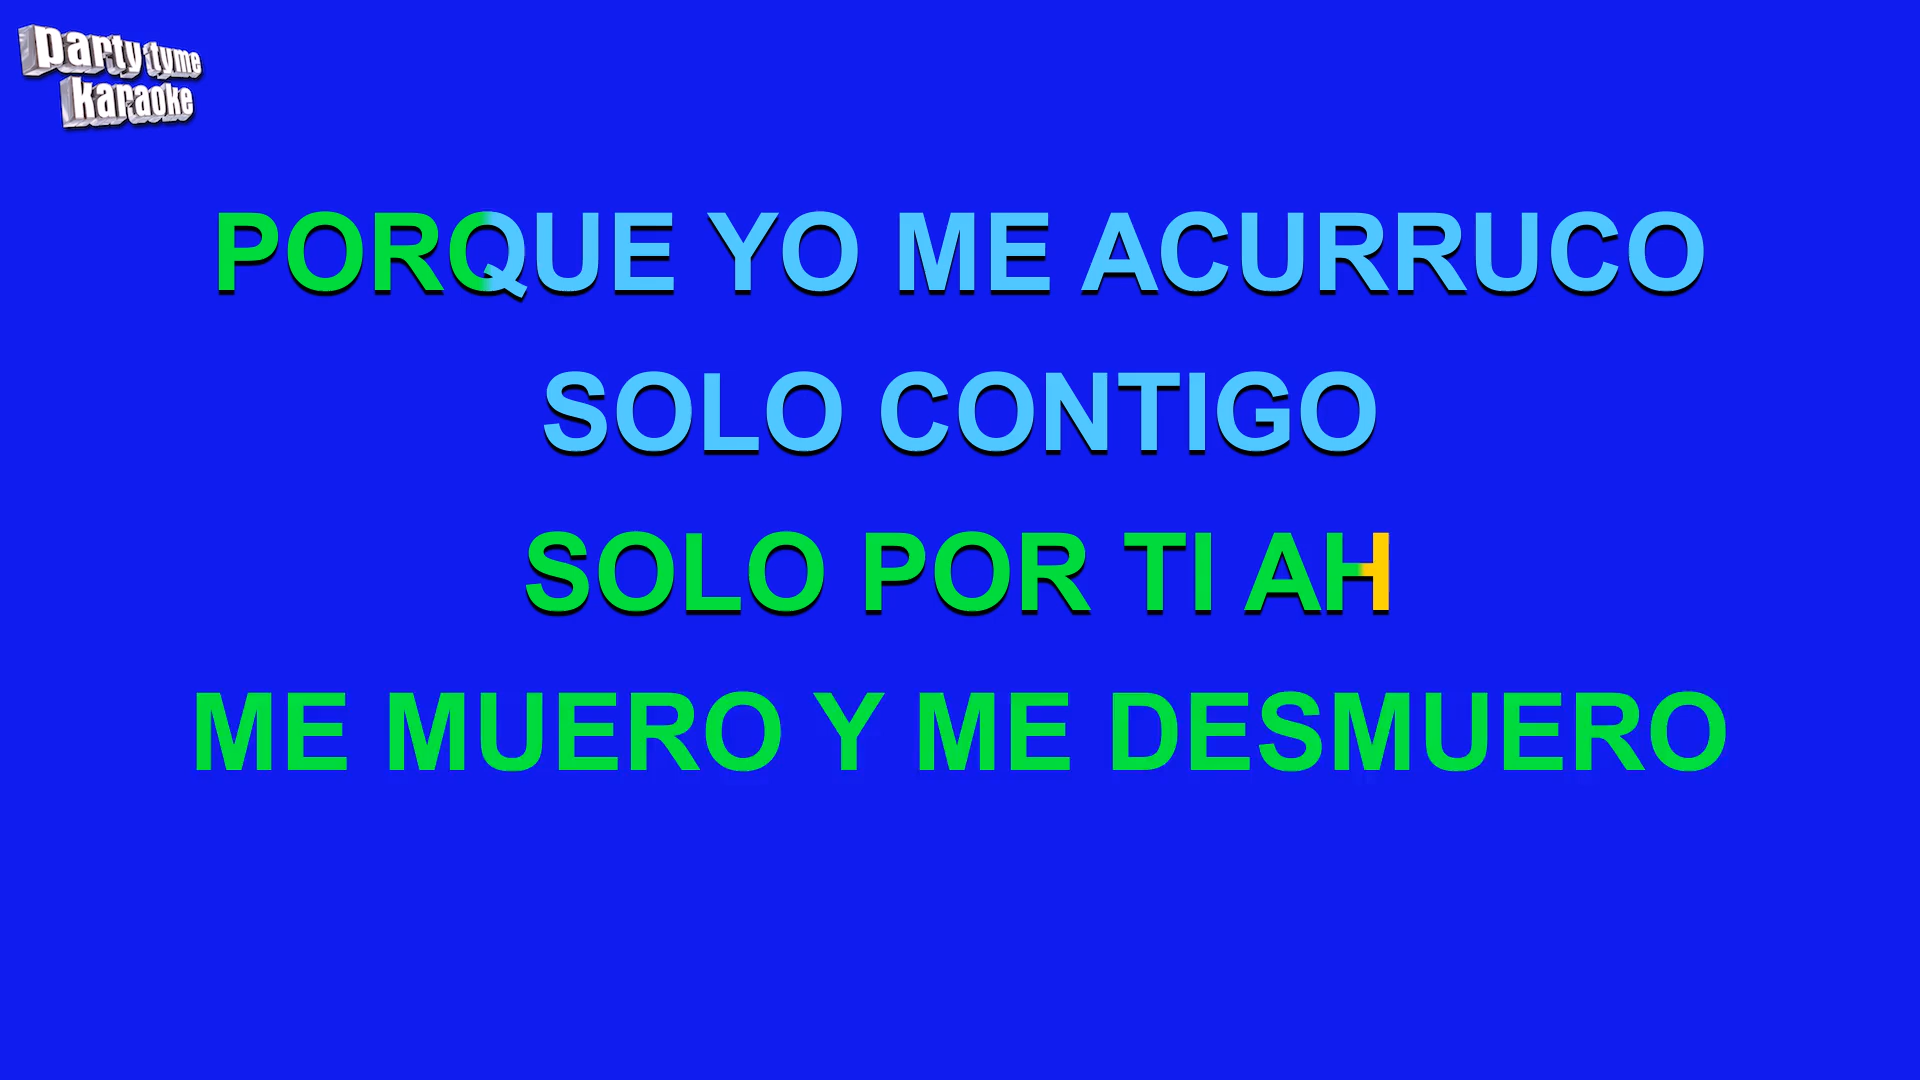 party tyme
karaoke
PORQUE YO ME ACURRUCO
SOLO CONTIGO
SOLO POR TI AH
ME MUERO Y ME DESMUERO